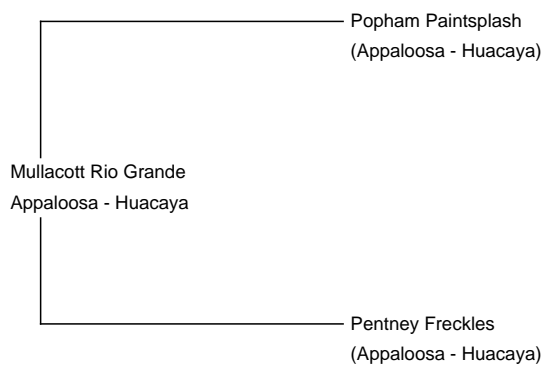 Popham Paintsplash
(Appaloosa - Huacaya)
Mullacott Rio Grande
Appaloosa - Huacaya
Pentney Freckles
(Appaloosa - Huacaya)